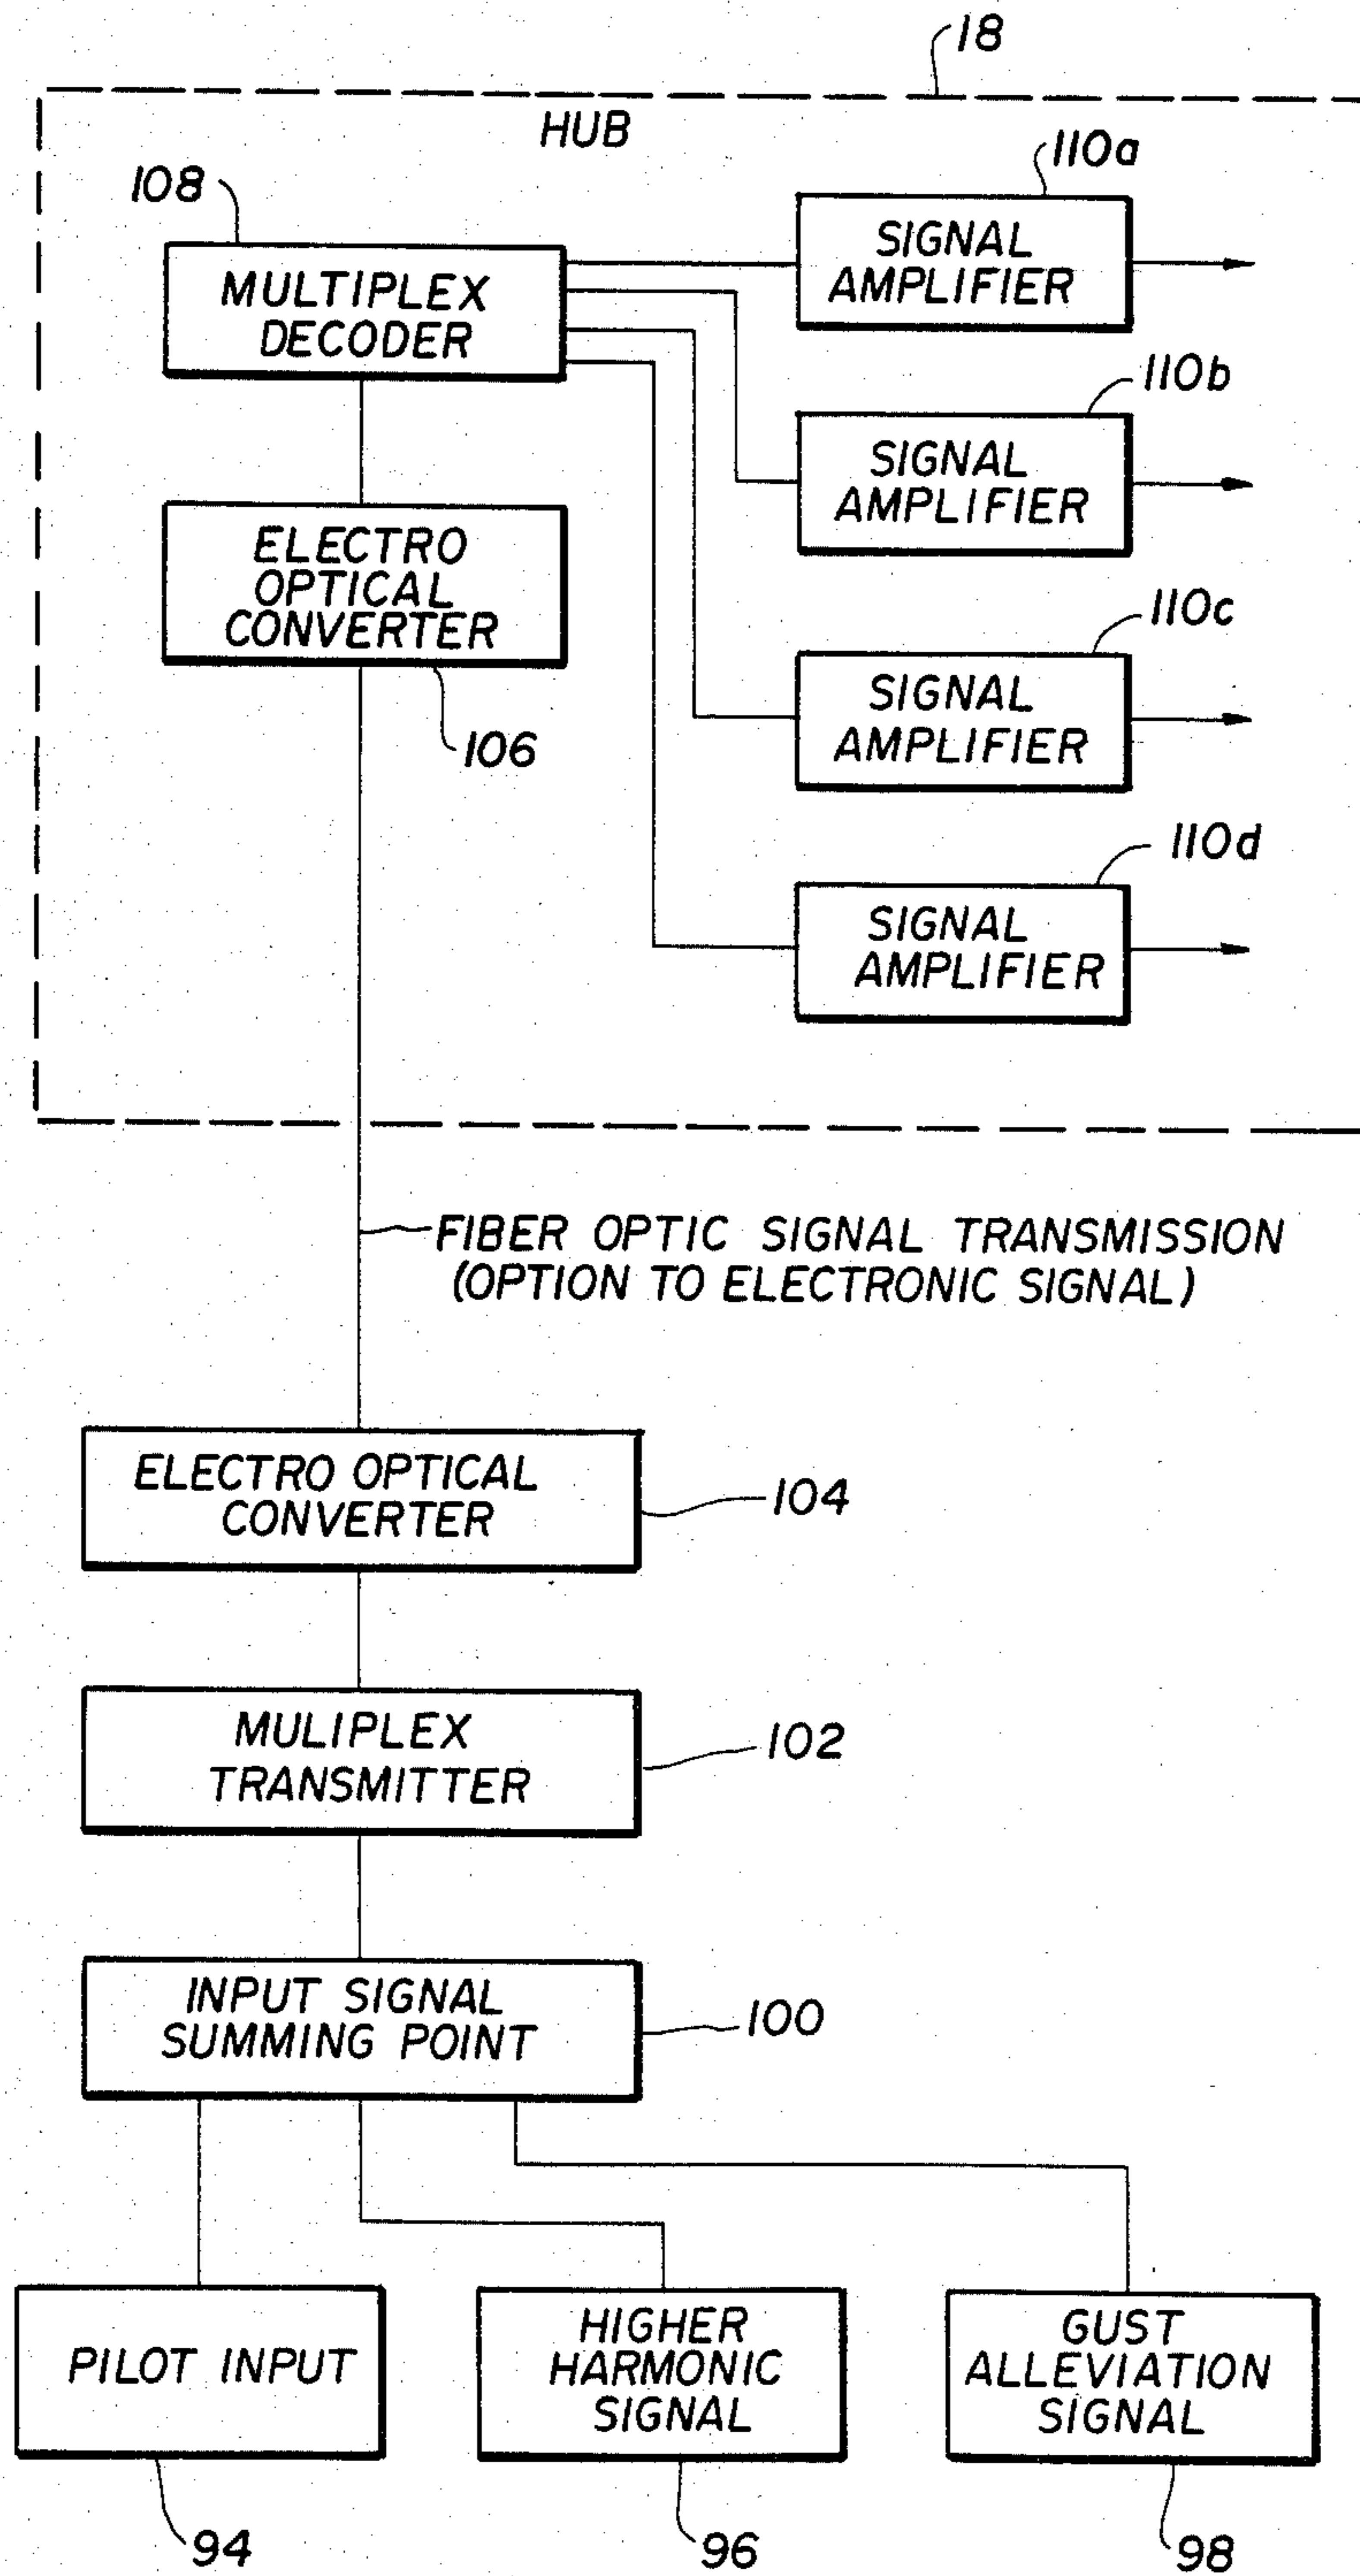 18
HUB
110a
108
SIGNAL
AMPLIFIER
MULTIPLEX
DECODER
110b
SIGNAL
AMPLIFIER
ELECTRO
OPTICAL
CONVERTER
110c
SIGNAL
AMPLIFIER
106
110d
SIGNAL
AMPLIFIER
FIBER OPTIC SIGNAL TRANSMISSION
(OPTION TO ELECTRONIC SIGNAL)
ELECTRO OPTICAL
CONVERTER
104
MULIPLEX
TRANSMITTER
102
INPUT SIGNAL
SUMMING POINT
100
PILOT INPUT
HIGHER
HARMONIC
SIGNAL
GUST
ALLEVIATION
SIGNAL
94
96
98